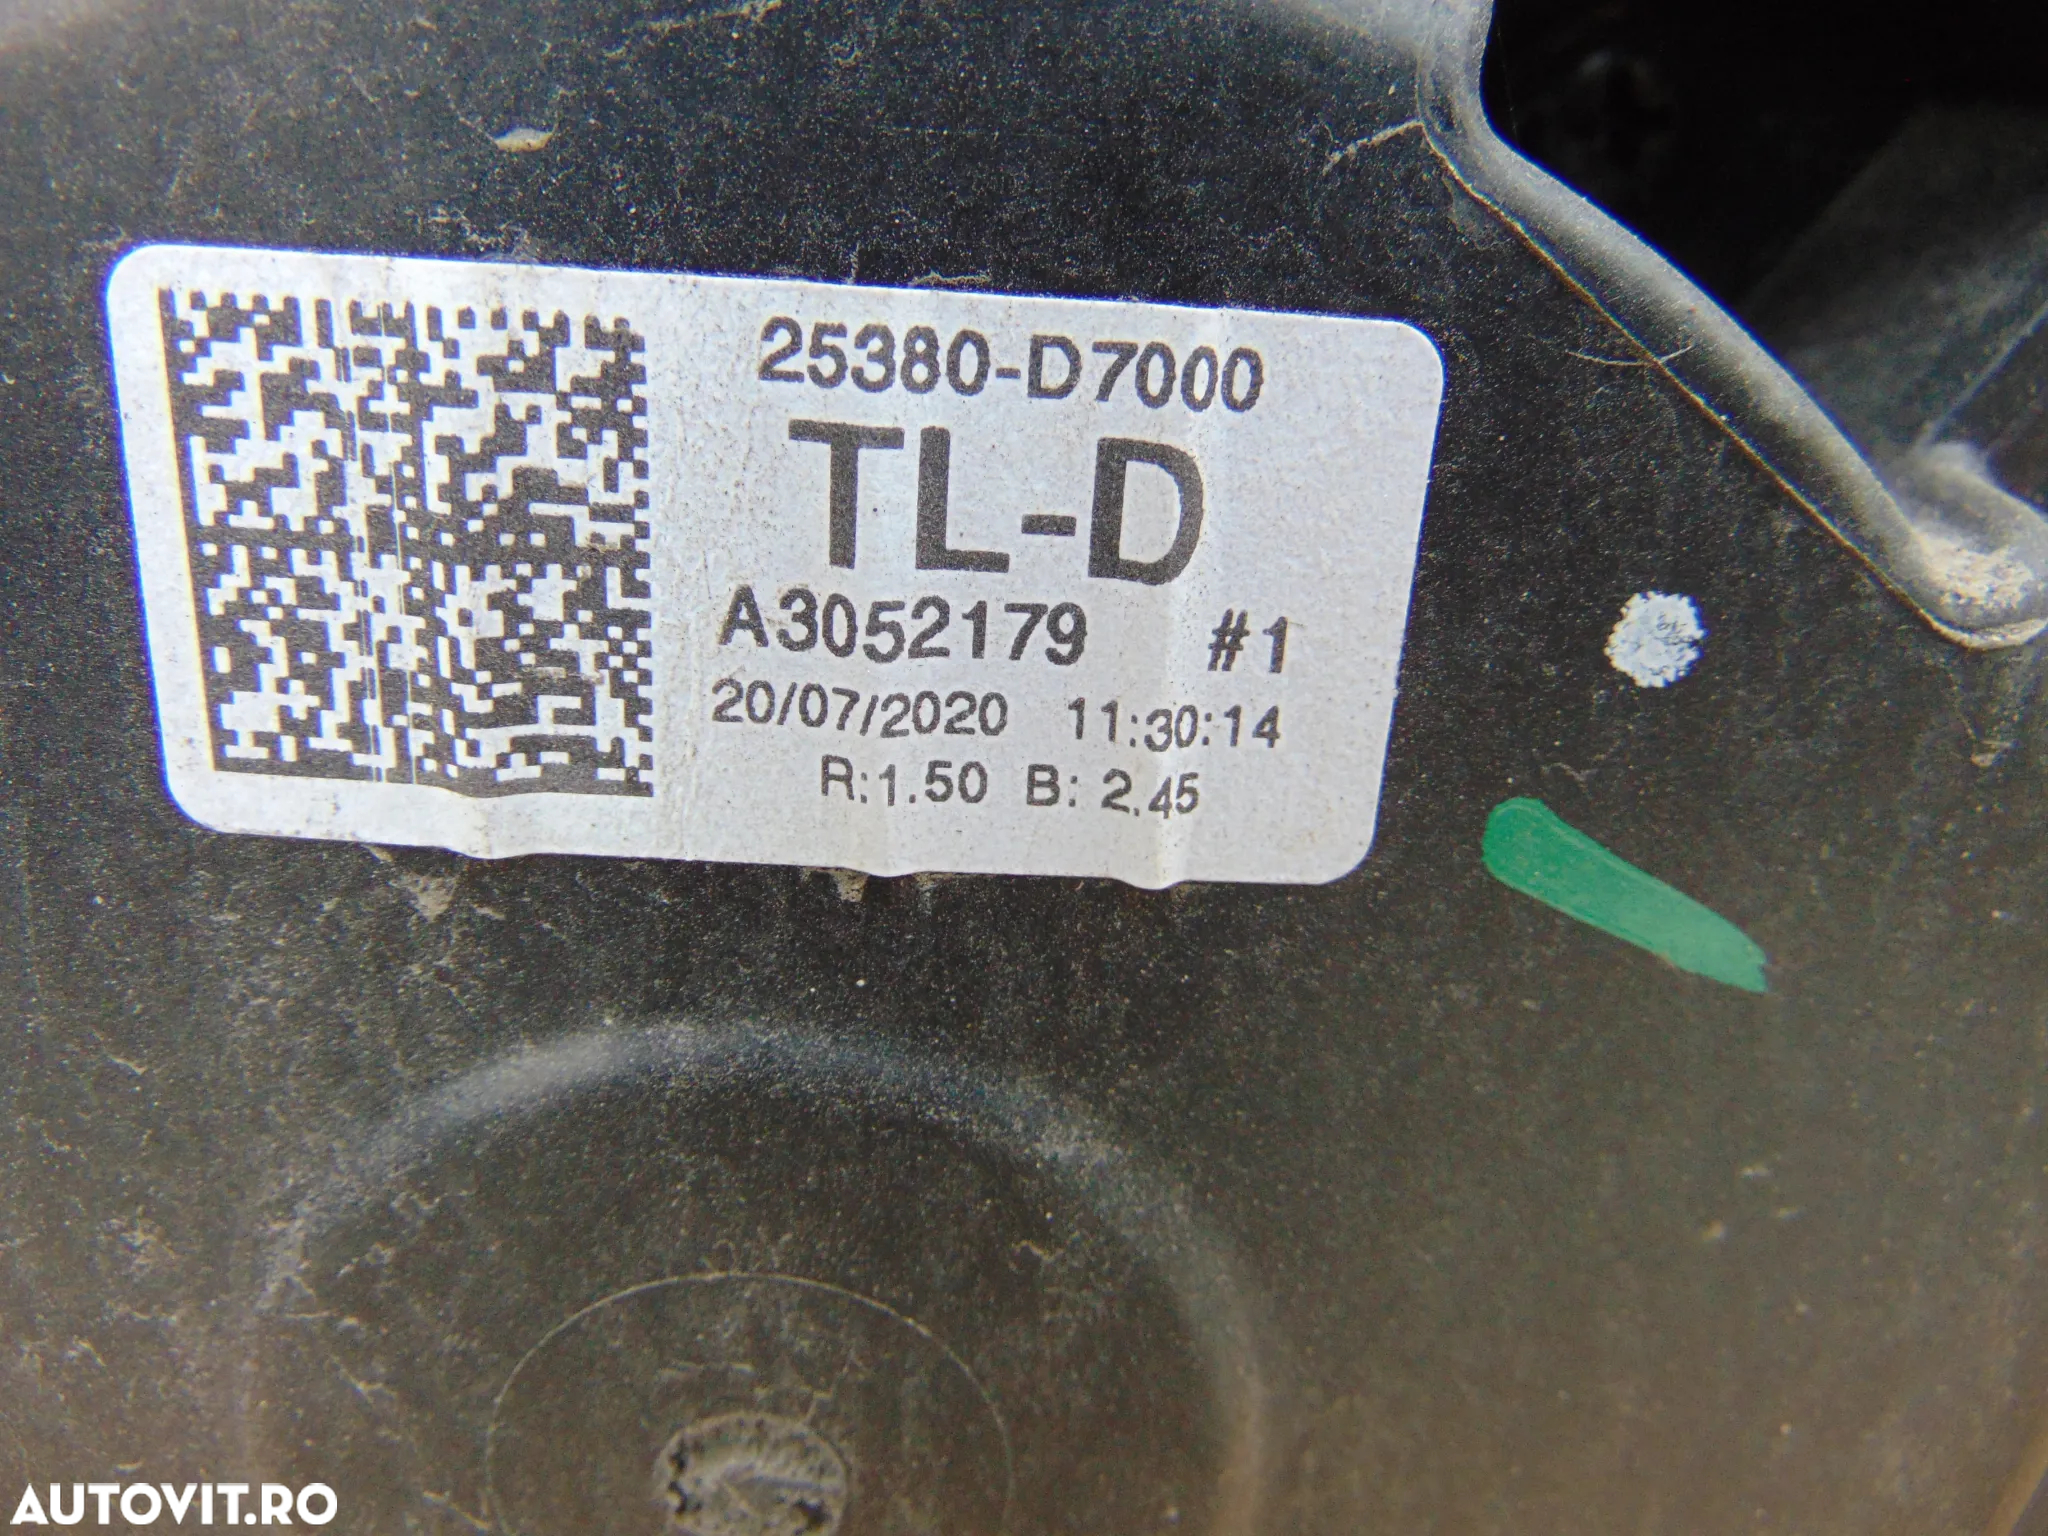 25380-D7000
TL-D
A3052179 #1
20/07/2020 11:30:14
R:1.50 B: 2.45
AUTOVIT.RO